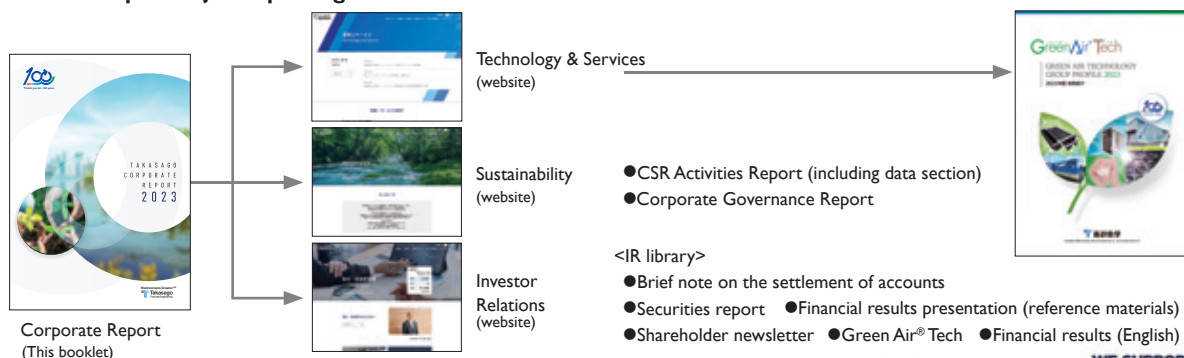 Technology & Services
(website)
Sustainability
(website)
●CSR Activities Report (including data section)
●Corporate Governance Report
Investor
Relations
(website)
<IR library>
●Brief note on the settlement of accounts
●Securities report ●Financial results presentation (reference materials)
●Shareholder newsletter ●Green Air® Tech ●Financial results (English)
TAKASAGO
CORPORATE
REPORT
2023
Takasago
Corporate Report
(This booklet)
Green Air Tech
GREEN AIR TECHNOLOGY
GROUP PROFILE 2023